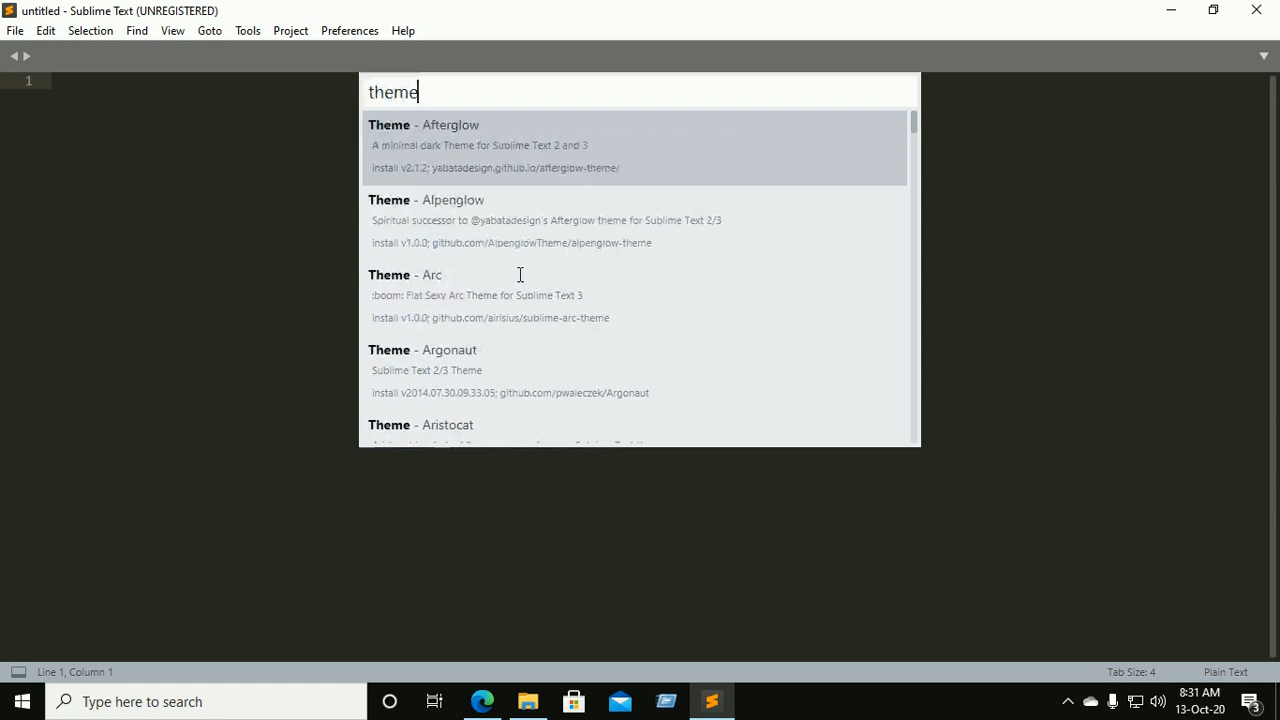 untitled - Sublime Text (UNREGISTERED)
File Edit Selection Find View Goto Tools Project Preferences Help
1
theme
Theme - Afterglow
A minimal dark Theme for Sublime Text 2 and 3
install v2.1.2; yabatadesign.github.io/afterglow-theme/
Theme - Alpenglow
Spiritual successor to @yabatadesign's Afterglow theme for Sublime Text 2/3
install v1.0.0; github.com/AlpenglowTheme/alpenglow-theme
Theme - Arc
:boom: Flat Sexy Arc Theme for Sublime Text 3
install v1.0.0; github.com/airisius/sublime-arc-theme
Theme - Argonaut
Sublime Text 2/3 Theme
install v2014.07.30.09.33.05; github.com/pwaleczek/Argonaut
Theme - Aristocat
Line 1, Column 1 Tab Size: 4 Plain Text
Type here to search
8:31 AM
13-Oct-20
3